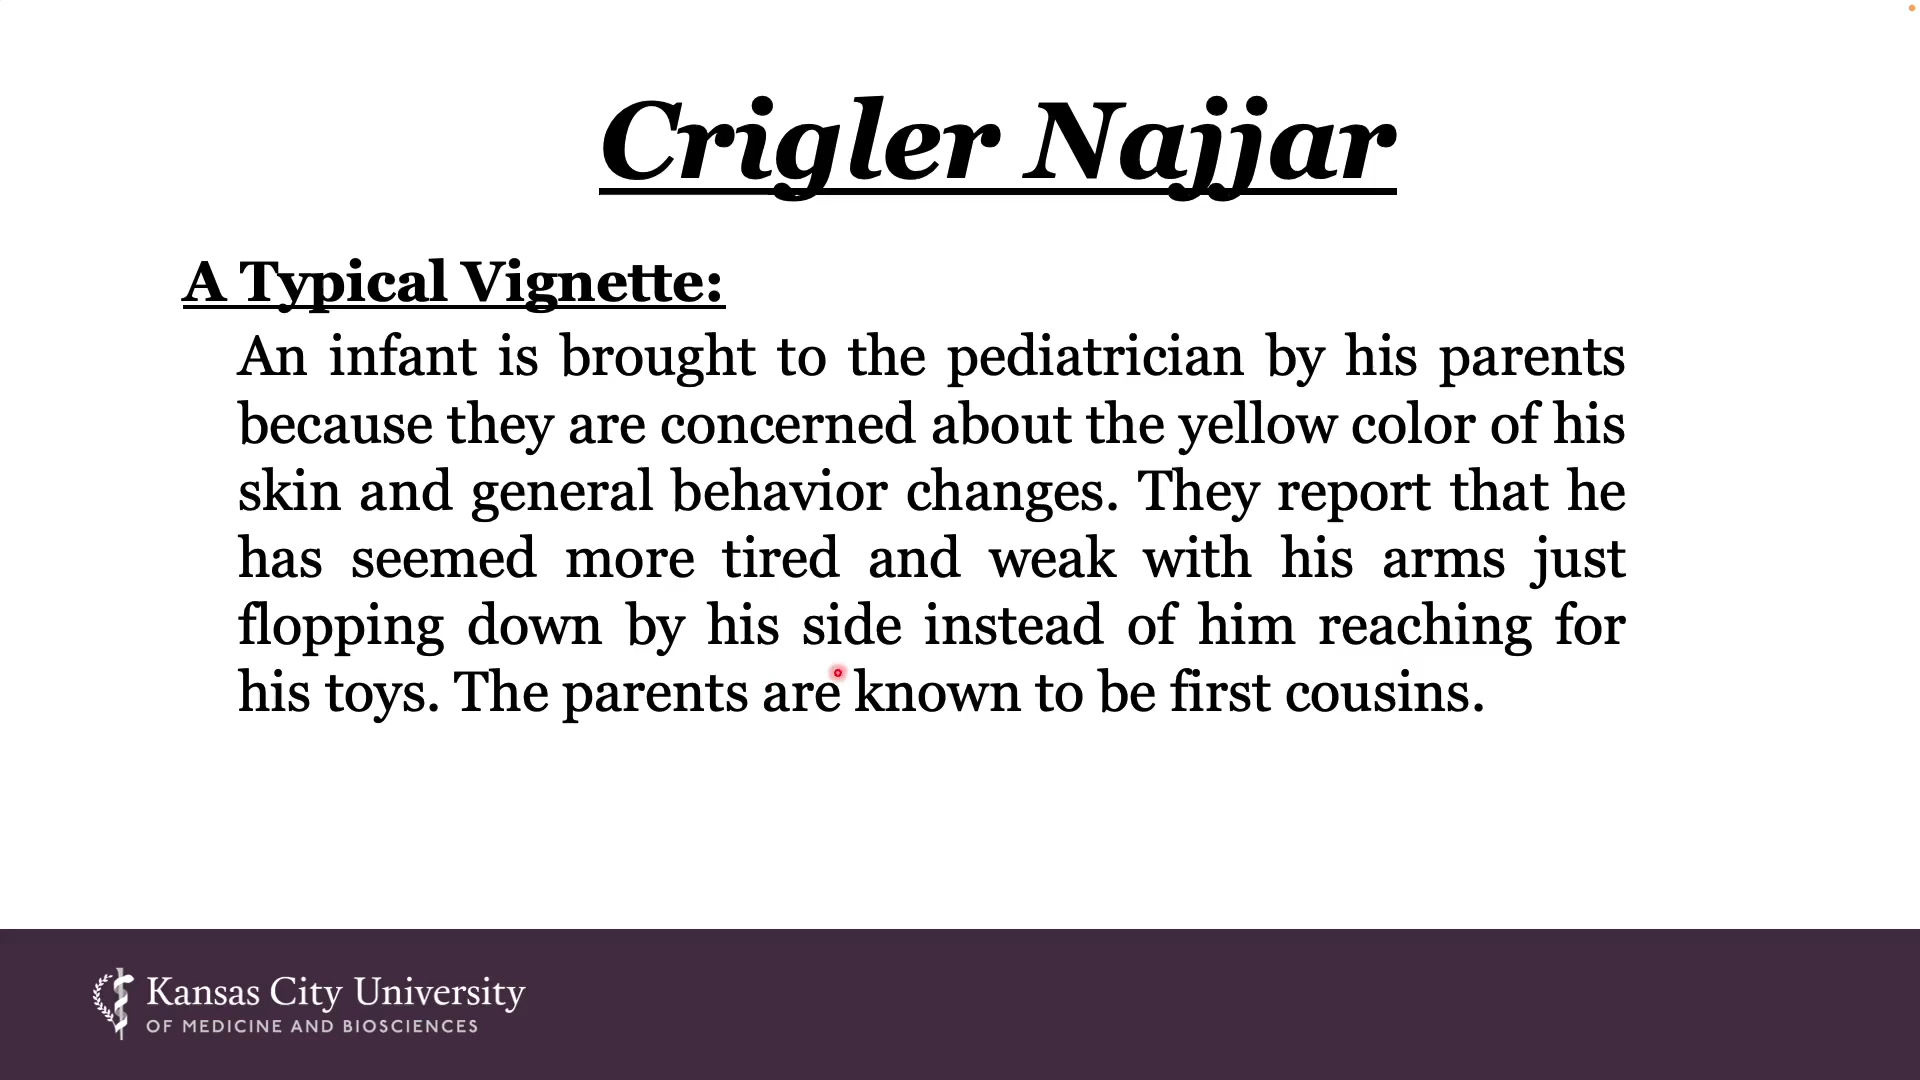 Crigler Najjar
A Typical Vignette:
An infant is brought to the pediatrician by his parents
because they are concerned about the yellow color of his
skin and general behavior changes. They report that he
has seemed more tired and weak with his arms just
flopping down by his side instead of him reaching for
his toys. The parents are known to be first cousins.
Kansas City University
OF MEDICINE AND BIOSCIENCES